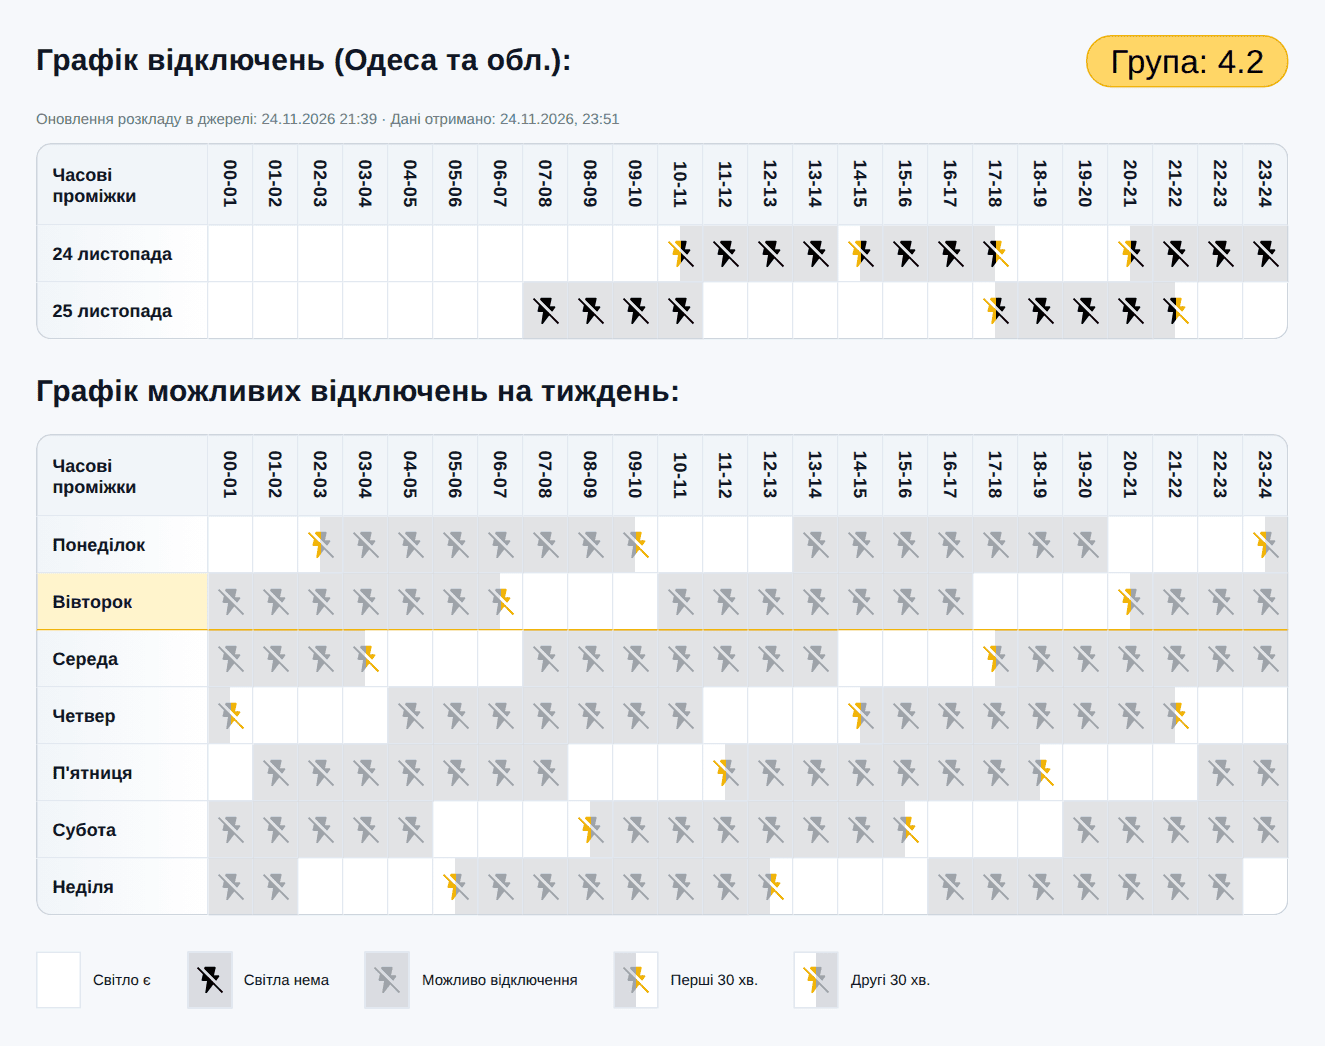 Графік відключень (Одеса та обл.):
Група: 4.2
Оновлення розкладу в джерелі: 24.11.2026 21:39 · Дані отримано: 24.11.2026, 23:51
Часові
проміжки
00-01 01-02 02-03 03-04 04-05 05-06 06-07 07-08 08-09 09-10 10-11 11-12 12-13 13-14 14-15 15-16 16-17 17-18 18-19 19-20 20-21 21-22 22-23 23-24
24 листопада
25 листопада
Графік можливих відключень на тиждень:
Часові
проміжки
00-01 01-02 02-03 03-04 04-05 05-06 06-07 07-08 08-09 09-10 10-11 11-12 12-13 13-14 14-15 15-16 16-17 17-18 18-19 19-20 20-21 21-22 22-23 23-24
Понеділок
Вівторок
Середа
Четвер
П'ятниця
Субота
Неділя
Світло є
Світла нема
Можливо відключення
Перші 30 хв.
Другі 30 хв.